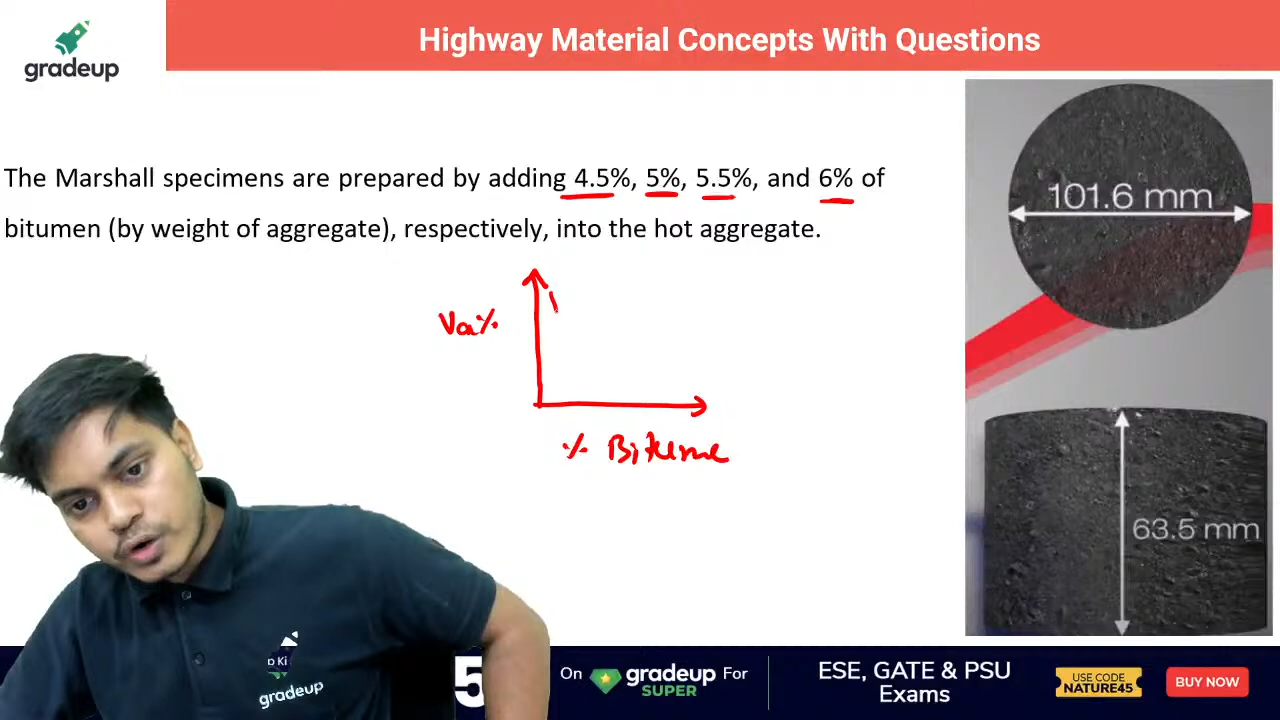 gradeup
Highway Material Concepts With Questions
The Marshall specimens are prepared by adding 4.5%, 5%, 5.5%, and 6% of
bitumen (by weight of aggregate), respectively, into the hot aggregate.
101.6 mm
Va%
% Bitume
63.5 mm
gradeup
5
On gradeup SUPER For
ESE, GATE & PSU
Exams
USE CODE
NATURE45
BUY NOW